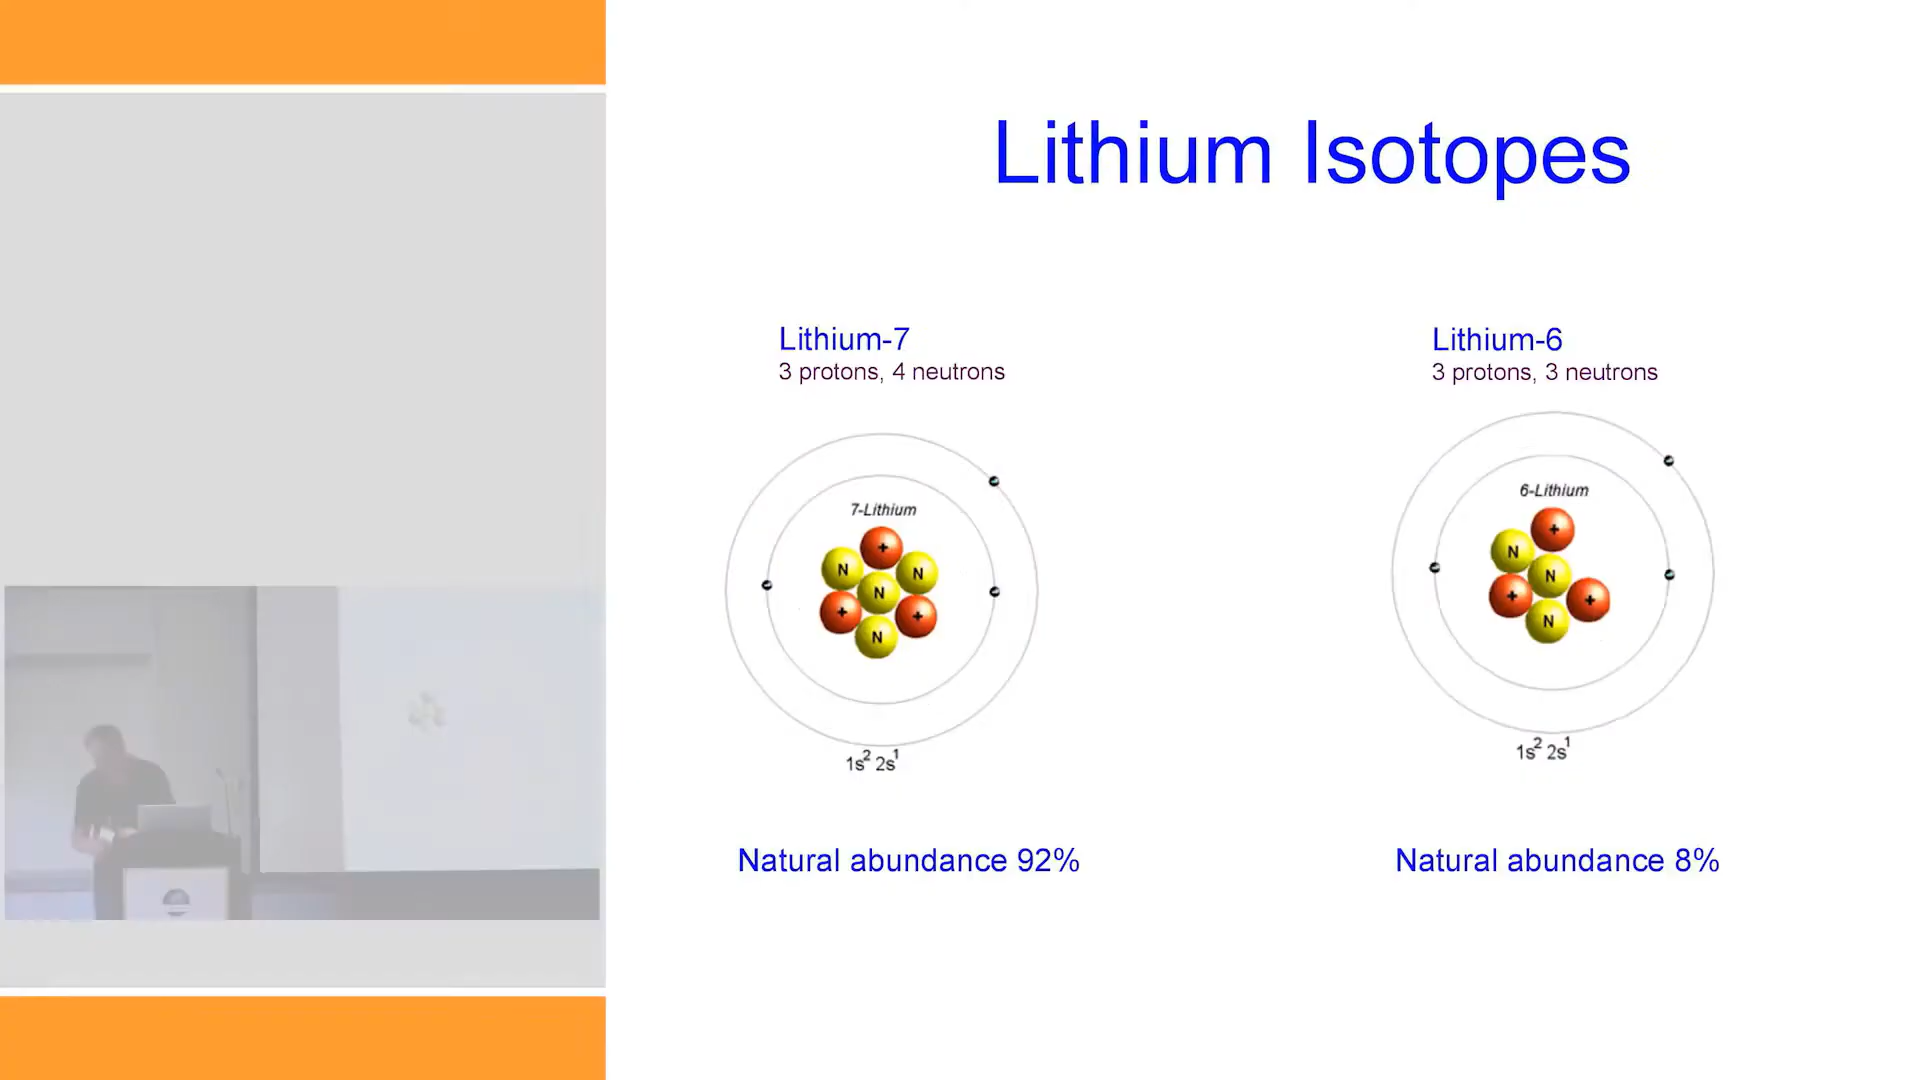 Lithium Isotopes
Lithium-7
3 protons, 4 neutrons
7-Lithium
+
N
N
N
+
+
N
1s² 2s¹
Natural abundance 92%
Lithium-6
3 protons, 3 neutrons
6-Lithium
+
N
N
+
+
N
1s² 2s¹
Natural abundance 8%